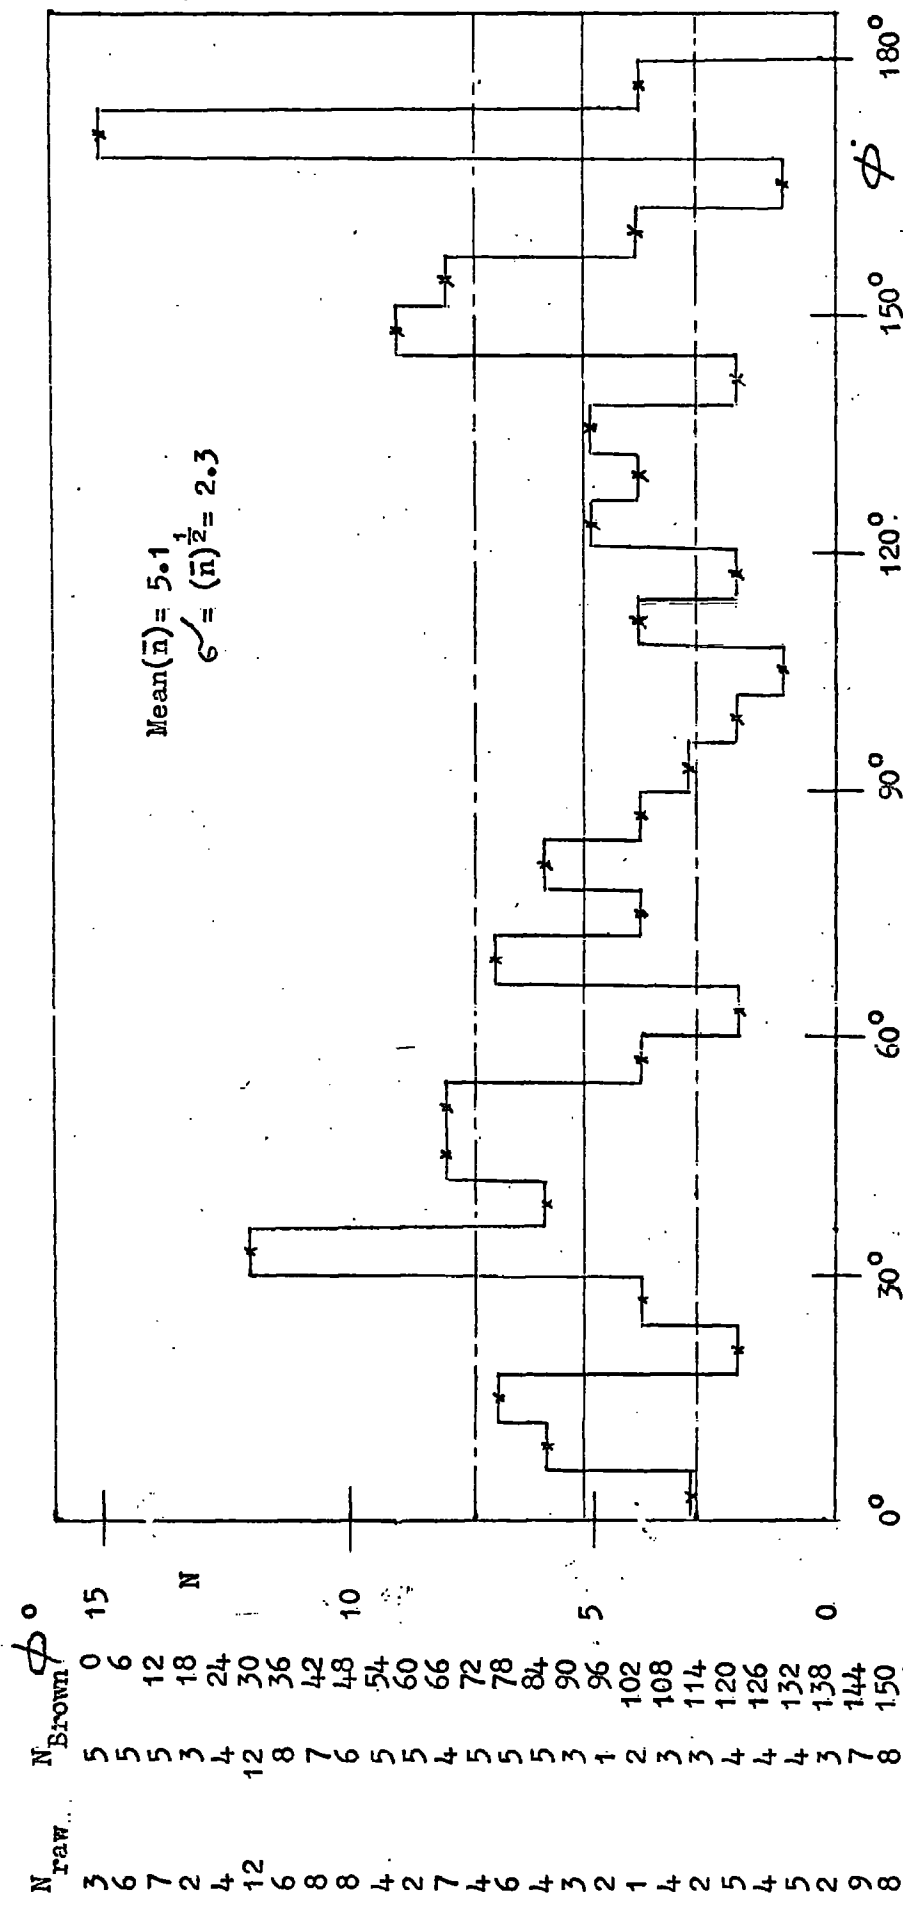 N raw N Brown φ°
3 5 0
6 5 6
7 5 12
2 3 18
4 4 24
12 12 30
6 8 36
8 7 42
8 6 48
4 5 54
2 5 60
7 4 66
4 5 72
6 5 78
4 5 84
3 3 90
2 1 96
1 2 102
4 3 108
2 3 114
5 4 120
4 4 126
5 4 132
2 3 138
9 7 144
8 8 150
15
N
10
5
0
Mean(n̄)= 5.1
σ = (n̄)^½ = 2.3
0° 30° 60° 90° 120° 150° φ 180°